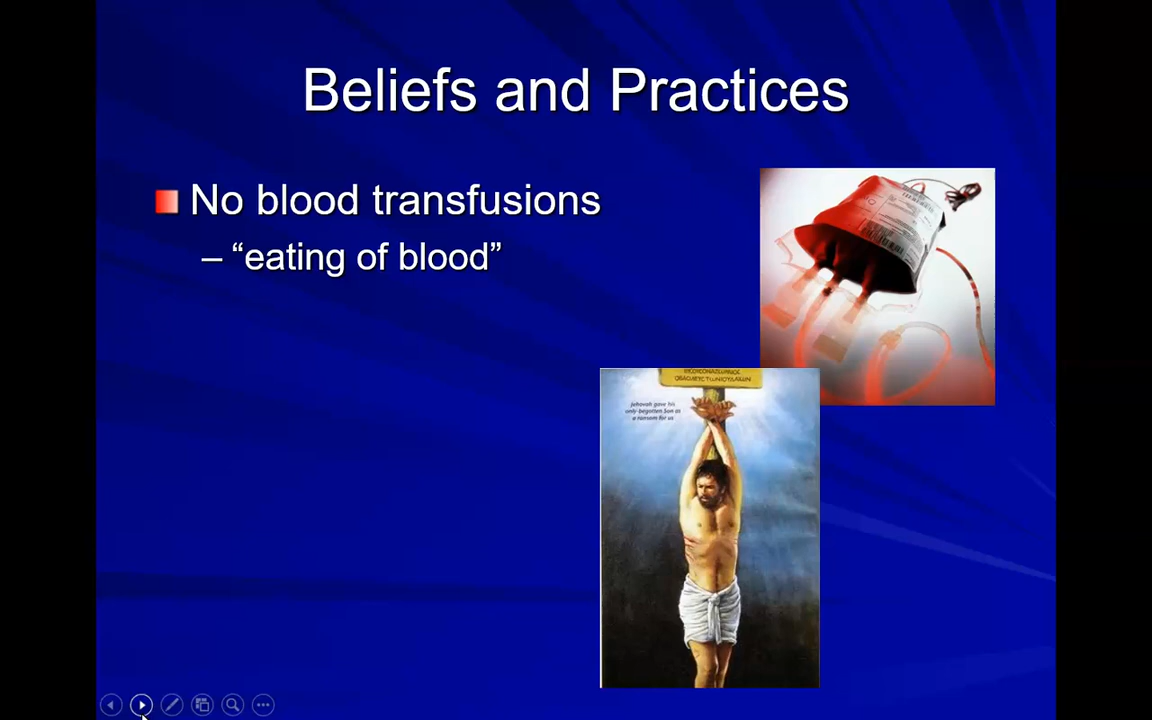 Beliefs and Practices
No blood transfusions
– “eating of blood”
Jehovah gave his
only-begotten Son as
a ransom for us